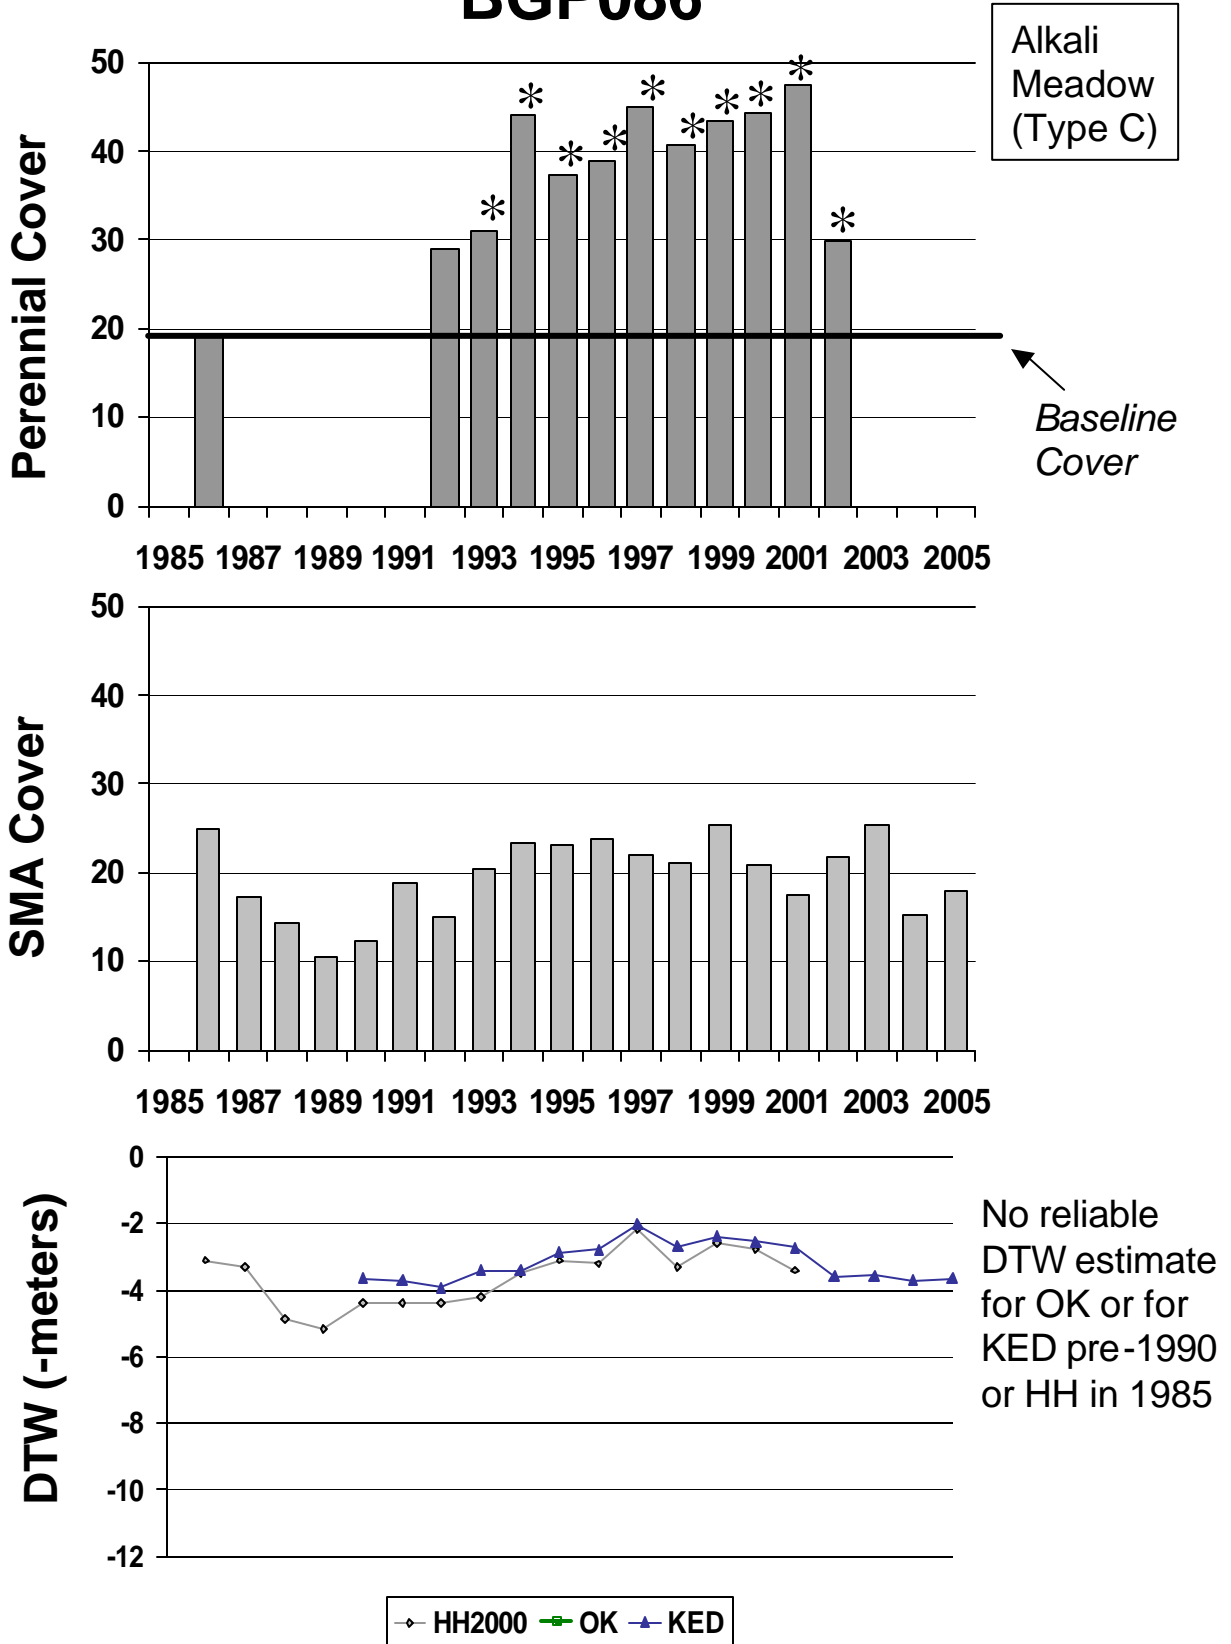 BGP086
Alkali
Meadow
(Type C)
Perennial Cover
50
40
30
20
10
0
* * * * * * * * * *
Baseline
Cover
1985 1987 1989 1991 1993 1995 1997 1999 2001 2003 2005
SMA Cover
50
40
30
20
10
0
1985 1987 1989 1991 1993 1995 1997 1999 2001 2003 2005
DTW (-meters)
0
-2
-4
-6
-8
-10
-12
No reliable
DTW estimate
for OK or for
KED pre-1990
or HH in 1985
HH2000 OK KED